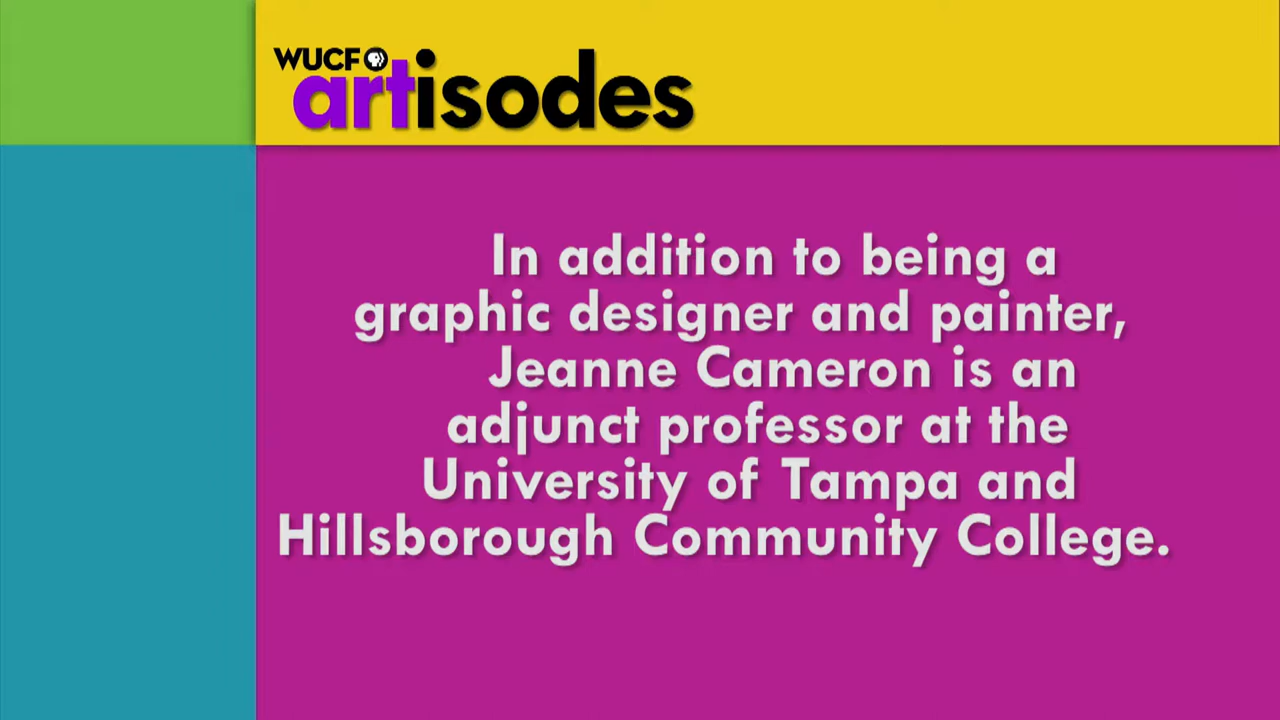 WUCF
artisodes
In addition to being a
graphic designer and painter,
Jeanne Cameron is an
adjunct professor at the
University of Tampa and
Hillsborough Community College.